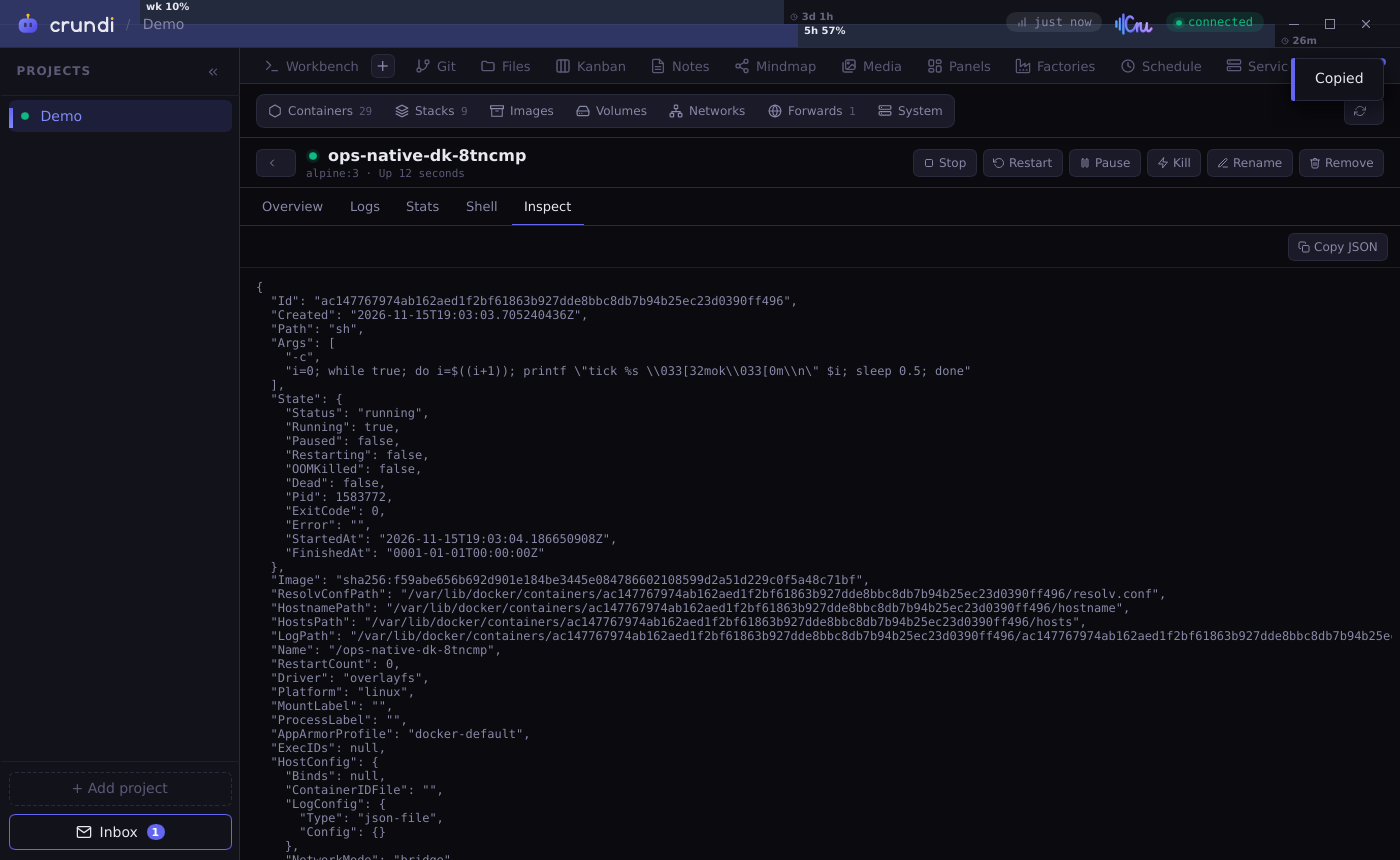 wk 10%
crundi / Demo
3d 1h
5h 57%
just now
Cru
connected
26m
PROJECTS «
Demo
+ Add project
Inbox 1
Workbench + Git Files Kanban Notes Mindmap Media Panels Factories Schedule Servic
Copied
Containers 29 Stacks 9 Images Volumes Networks Forwards 1 System
ops-native-dk-8tncmp
alpine:3 · Up 12 seconds
Stop Restart Pause Kill Rename Remove
Overview Logs Stats Shell Inspect
Copy JSON
{
"Id": "ac147767974ab162aed1f2bf61863b927dde8bbc8db7b94b25ec23d0390ff496",
"Created": "2026-11-15T19:03:03.705240436Z",
"Path": "sh",
"Args": [
"-c",
"i=0; while true; do i=$((i+1)); printf \"tick %s \\033[32mok\\033[0m\\n\" $i; sleep 0.5; done"
],
"State": {
"Status": "running",
"Running": true,
"Paused": false,
"Restarting": false,
"OOMKilled": false,
"Dead": false,
"Pid": 1583772,
"ExitCode": 0,
"Error": "",
"StartedAt": "2026-11-15T19:03:04.186650908Z",
"FinishedAt": "0001-01-01T00:00:00Z"
},
"Image": "sha256:f59abe656b692d901e184be3445e084786602108599d2a51d229c0f5a48c71bf",
"ResolvConfPath": "/var/lib/docker/containers/ac147767974ab162aed1f2bf61863b927dde8bbc8db7b94b25ec23d0390ff496/resolv.conf",
"HostnamePath": "/var/lib/docker/containers/ac147767974ab162aed1f2bf61863b927dde8bbc8db7b94b25ec23d0390ff496/hostname",
"HostsPath": "/var/lib/docker/containers/ac147767974ab162aed1f2bf61863b927dde8bbc8db7b94b25ec23d0390ff496/hosts",
"LogPath": "/var/lib/docker/containers/ac147767974ab162aed1f2bf61863b927dde8bbc8db7b94b25ec23d0390ff496/ac147767974ab162aed1f2bf61863b927dde8bbc8db7b94b25e
"Name": "/ops-native-dk-8tncmp",
"RestartCount": 0,
"Driver": "overlayfs",
"Platform": "linux",
"MountLabel": "",
"ProcessLabel": "",
"AppArmorProfile": "docker-default",
"ExecIDs": null,
"HostConfig": {
"Binds": null,
"ContainerIDFile": "",
"LogConfig": {
"Type": "json-file",
"Config": {}
},
"NetworkMode": "bridge"